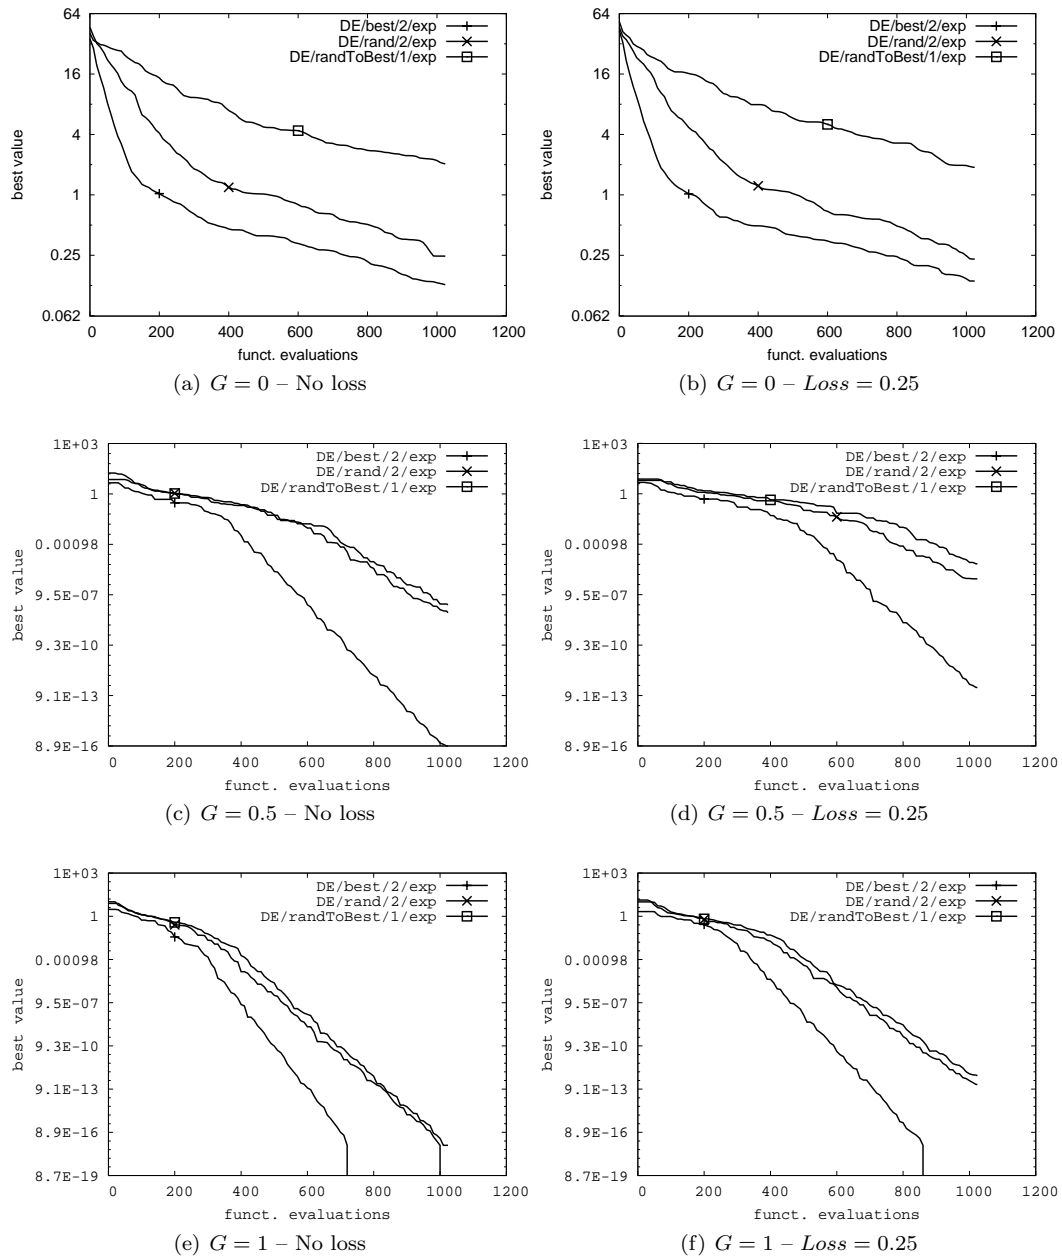 64
16
4
1
0.25
0.062
0 200 400 600 800 1000 1200
best value
funct. evaluations
DE/best/2/exp
DE/rand/2/exp
DE/randToBest/1/exp
(a) G = 0 – No loss
64
16
4
1
0.25
0.062
0 200 400 600 800 1000 1200
best value
funct. evaluations
DE/best/2/exp
DE/rand/2/exp
DE/randToBest/1/exp
(b) G = 0 – Loss = 0.25
1E+03
1
0.00098
9.5E-07
9.3E-10
9.1E-13
8.9E-16
0 200 400 600 800 1000 1200
best value
funct. evaluations
DE/best/2/exp
DE/rand/2/exp
DE/randToBest/1/exp
(c) G = 0.5 – No loss
1E+03
1
0.00098
9.5E-07
9.3E-10
9.1E-13
8.9E-16
0 200 400 600 800 1000 1200
best value
funct. evaluations
DE/best/2/exp
DE/rand/2/exp
DE/randToBest/1/exp
(d) G = 0.5 – Loss = 0.25
1E+03
1
0.00098
9.5E-07
9.3E-10
9.1E-13
8.9E-16
8.7E-19
0 200 400 600 800 1000 1200
best value
funct. evaluations
DE/best/2/exp
DE/rand/2/exp
DE/randToBest/1/exp
(e) G = 1 – No loss
1E+03
1
0.00098
9.5E-07
9.3E-10
9.1E-13
8.9E-16
8.7E-19
0 200 400 600 800 1000 1200
best value
funct. evaluations
DE/best/2/exp
DE/rand/2/exp
DE/randToBest/1/exp
(f) G = 1 – Loss = 0.25